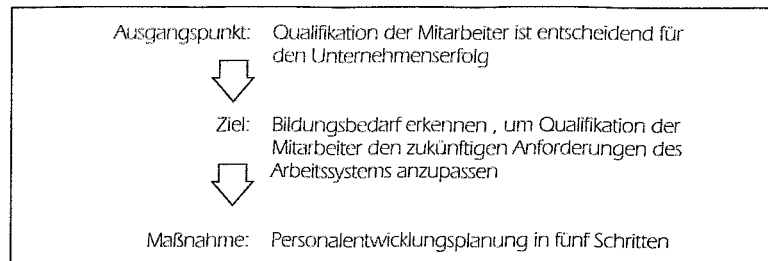 Ausgangspunkt: Qualifikation der Mitarbeiter ist entscheidend für
den Unternehmenserfolg
Ziel: Bildungsbedarf erkennen , um Qualifikation der
Mitarbeiter den zukünftigen Anforderungen des
Arbeitssystems anzupassen
Maßnahme: Personalentwicklungsplanung in fünf Schritten